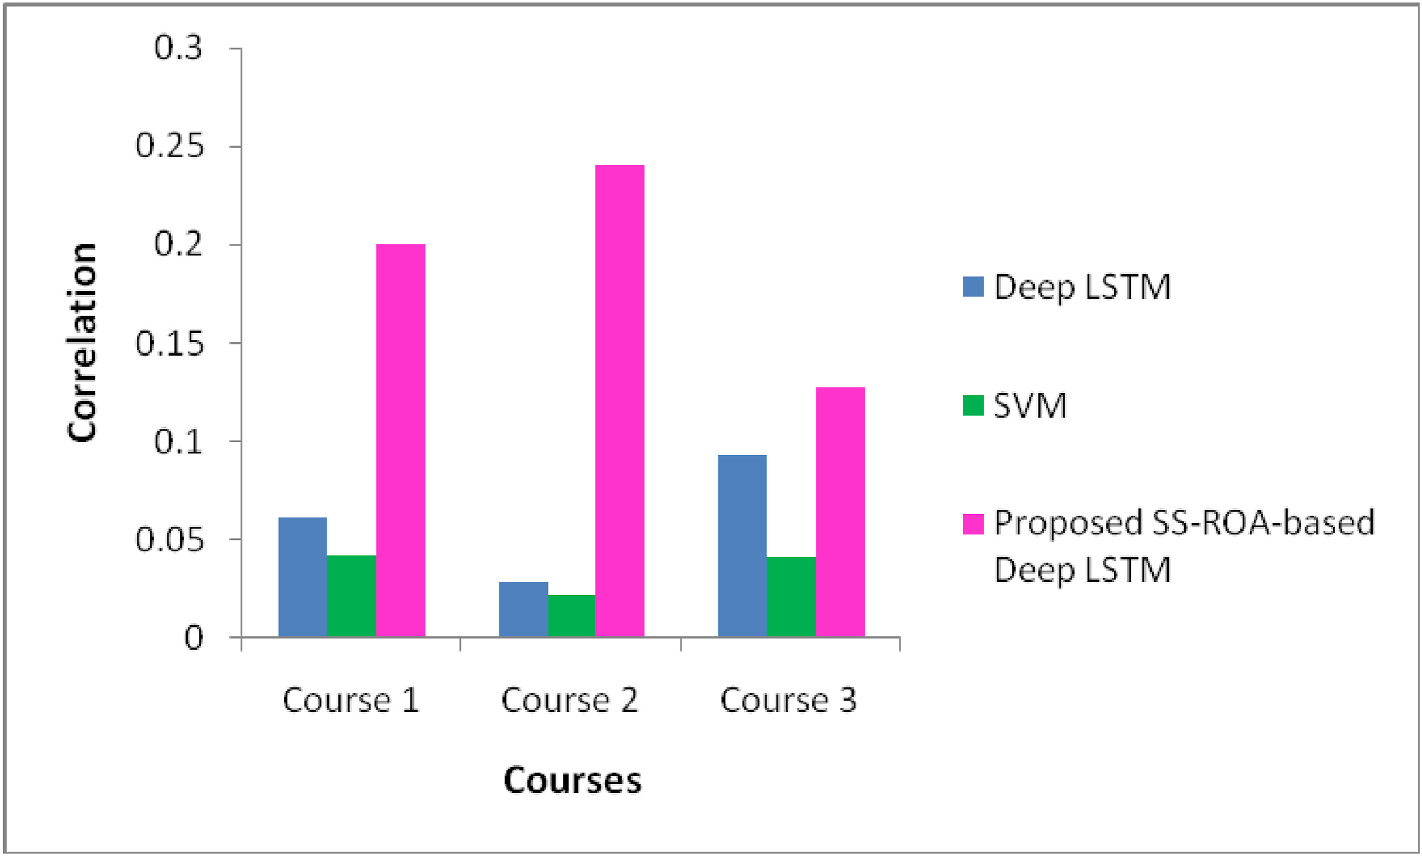 0.3
0.25
0.2
0.15
0.1
0.05
0
Correlation
Course 1
Course 2
Course 3
Courses
Deep LSTM
SVM
Proposed SS-ROA-based
Deep LSTM